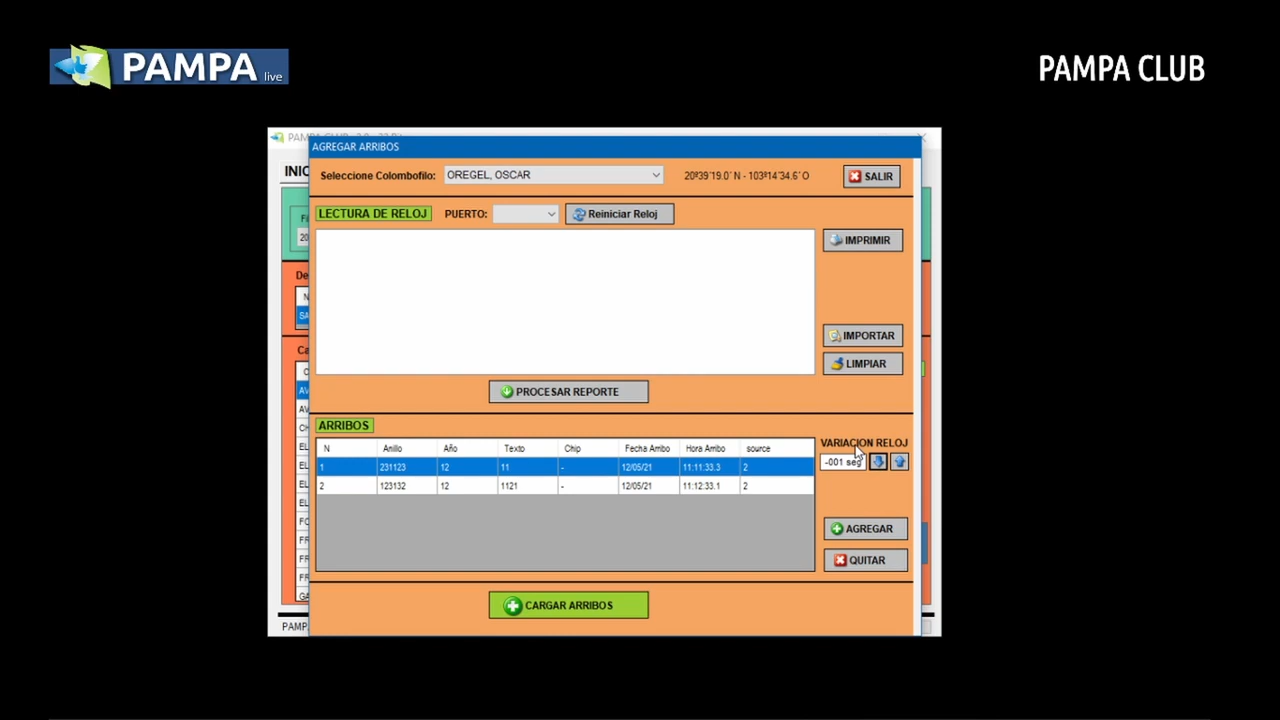 PAMPA live
PAMPA CLUB
AGREGAR ARRIBOS
INIC
Seleccione Colombofilo: OREGEL, OSCAR 20º39´19.0´ N - 103º14´34.6´ O SALIR
LECTURA DE RELOJ PUERTO: Reiniciar Reloj
IMPRIMIR
IMPORTAR
LIMPIAR
PROCESAR REPORTE
ARRIBOS
VARIACION RELOJ
-001 seg
N Anillo Año Texto Chip Fecha Arribo Hora Arribo source
1 231123 12 11 - 12/05/21 11:11:33.3 2
2 123132 12 1121 - 12/05/21 11:12:33.1 2
AGREGAR
QUITAR
CARGAR ARRIBOS
PAMP